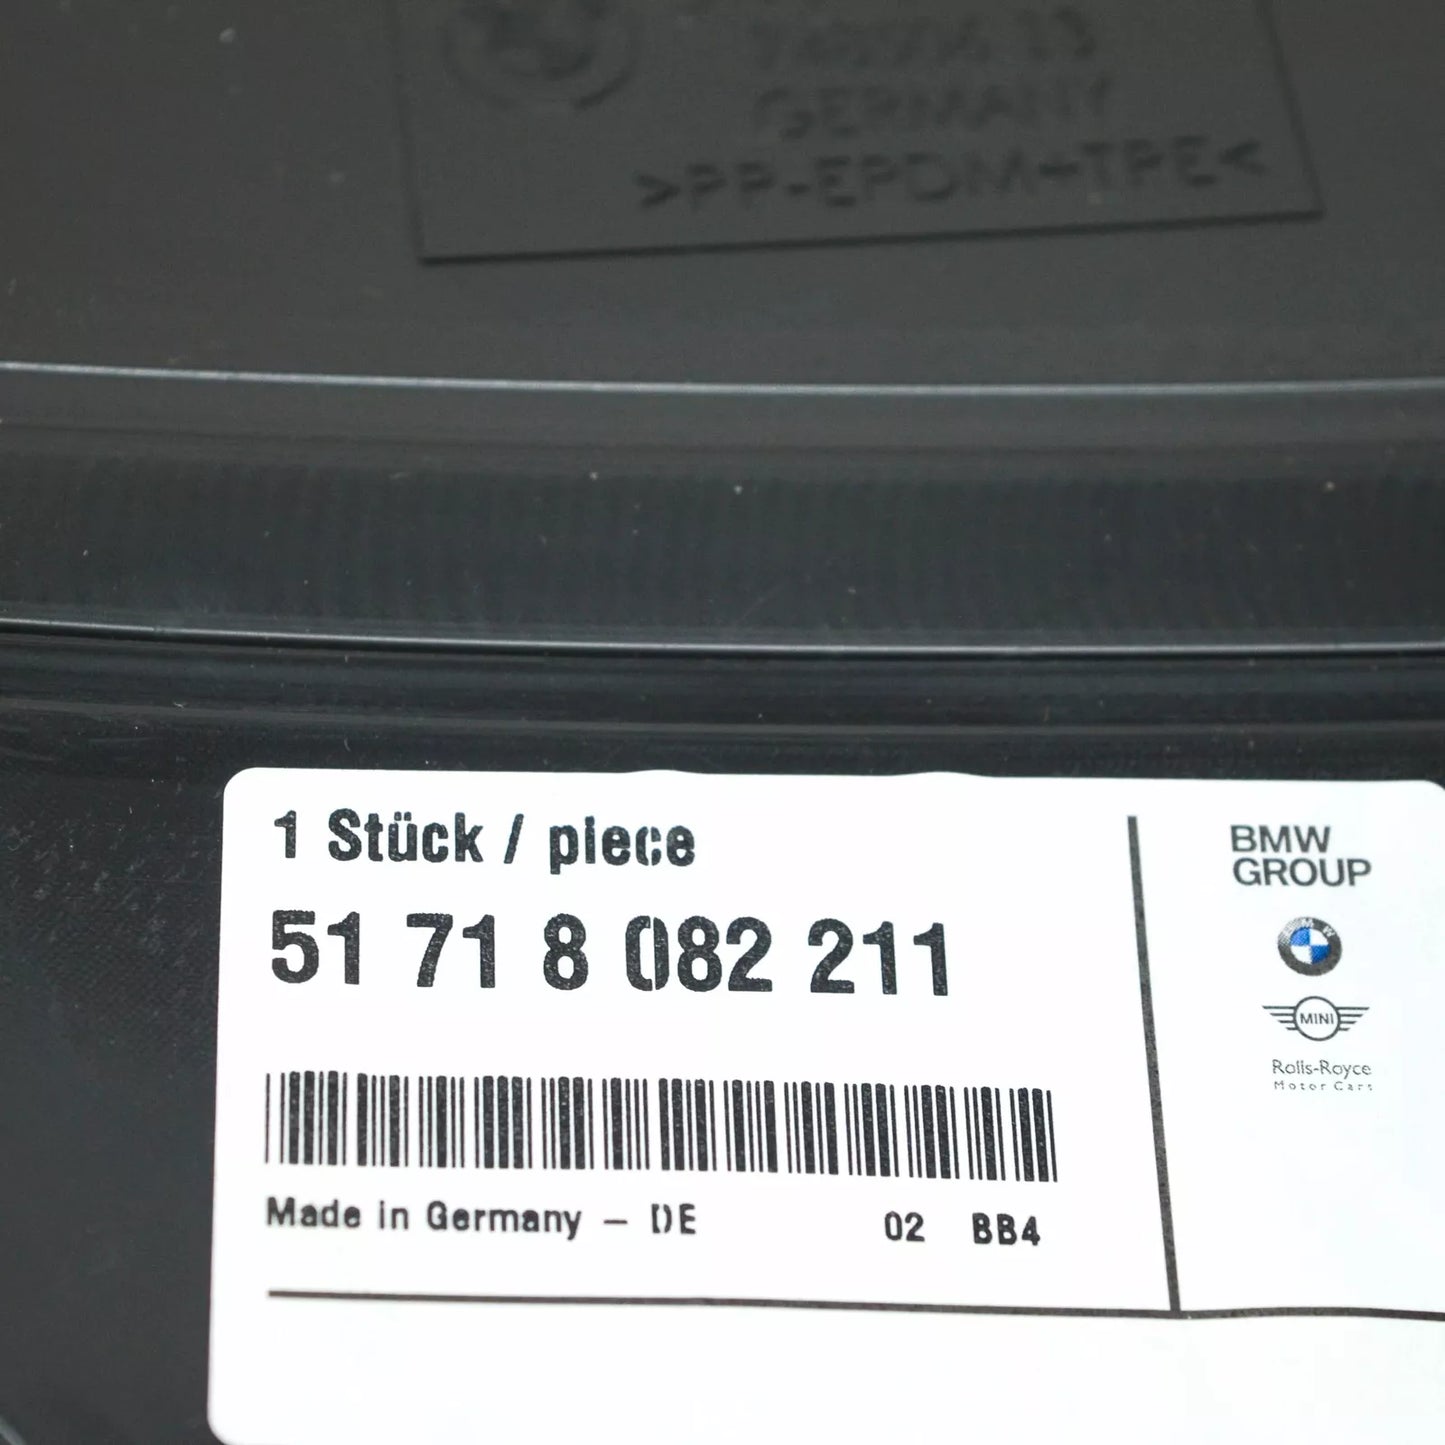 GERMANY
>PP-EPDM+TPE<
1 Stück / piece
51 71 8 082 211
Made in Germany – DE 02 BB4
BMW
GROUP
BMW
MINI
Rolls-Royce
Motor Cars